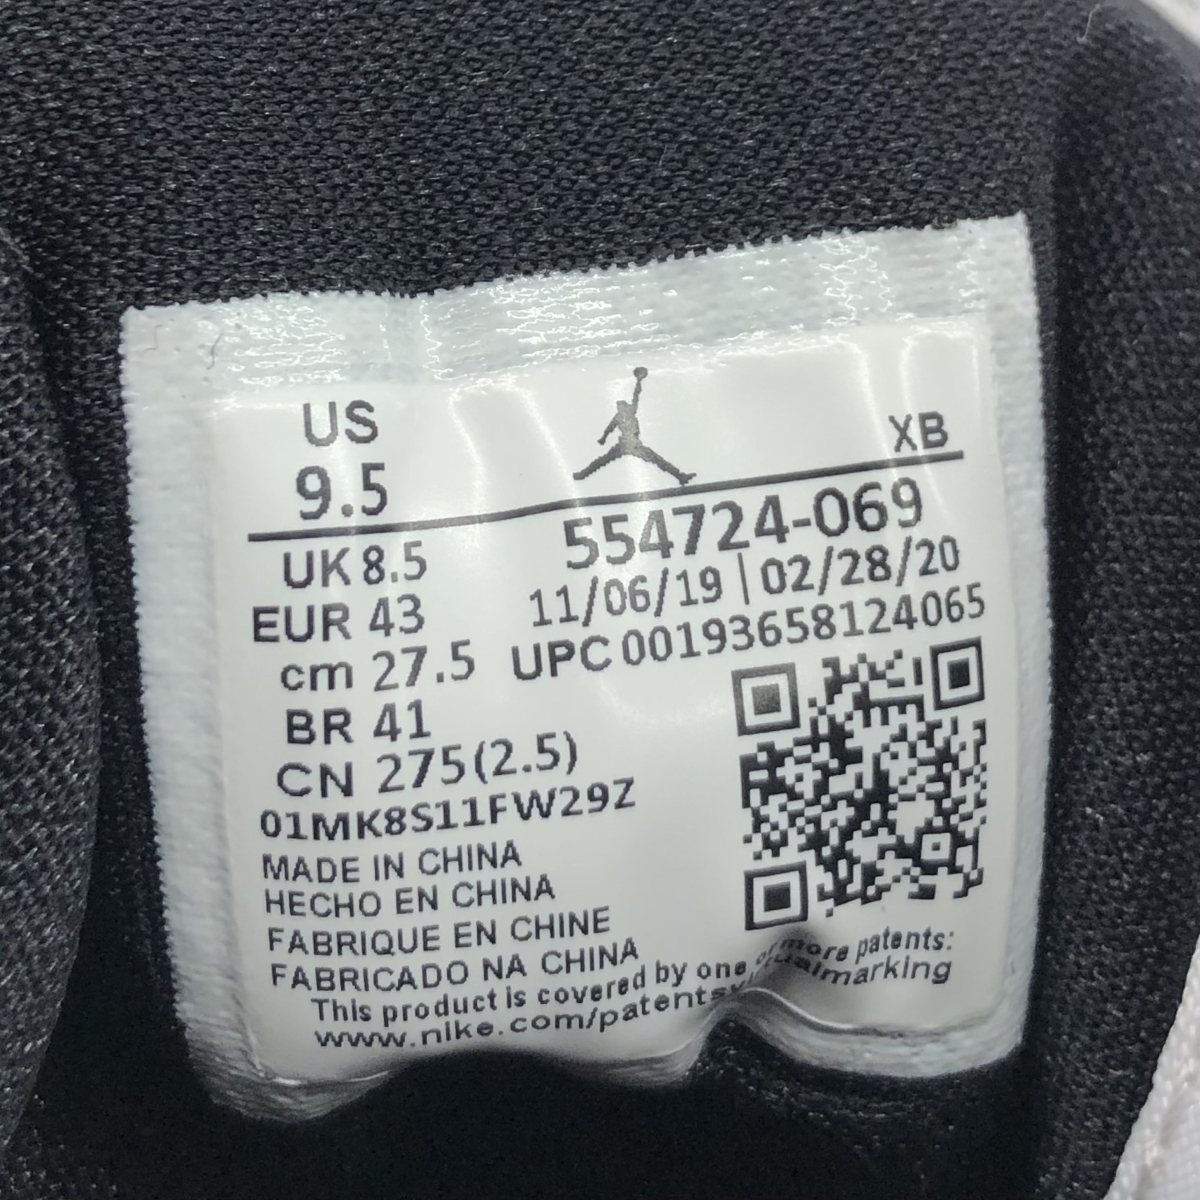 US
9.5
XB
UK 8.5
EUR 43
cm 27.5
BR 41
CN 275(2.5)
554724-069
11/06/19 | 02/28/20
UPC 00193658124065
01MK8S11FW29Z
MADE IN CHINA
HECHO EN CHINA
FABRIQUE EN CHINE
FABRICADO NA CHINA
This product is covered by one or more patents:
www.nike.com/patents